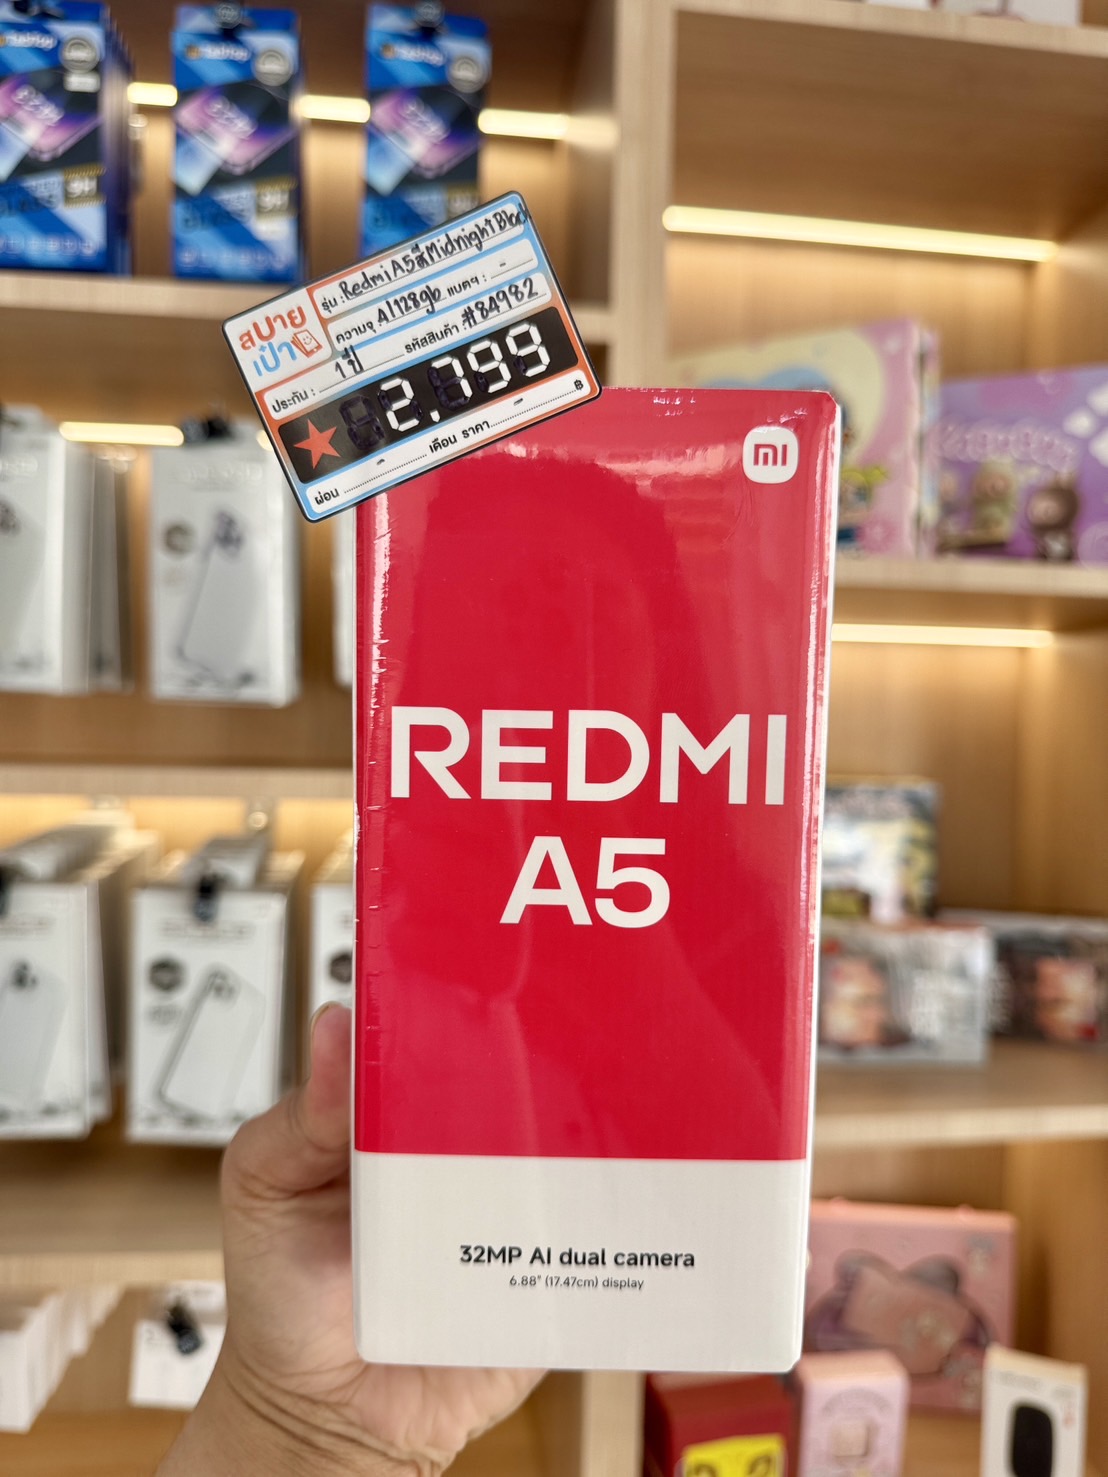 สบาย
เป๋า
รุ่น : Redmi A5 สี Midnight Black
ความจุ 4/128gb แบตฯ : -
ประกัน : 1 ปี รหัสสินค้า : #84982
2,799
ผ่อน - เดือน ราคา - ฿
mi
REDMI
A5
32MP AI dual camera
6.88" (17.47cm) display
9H